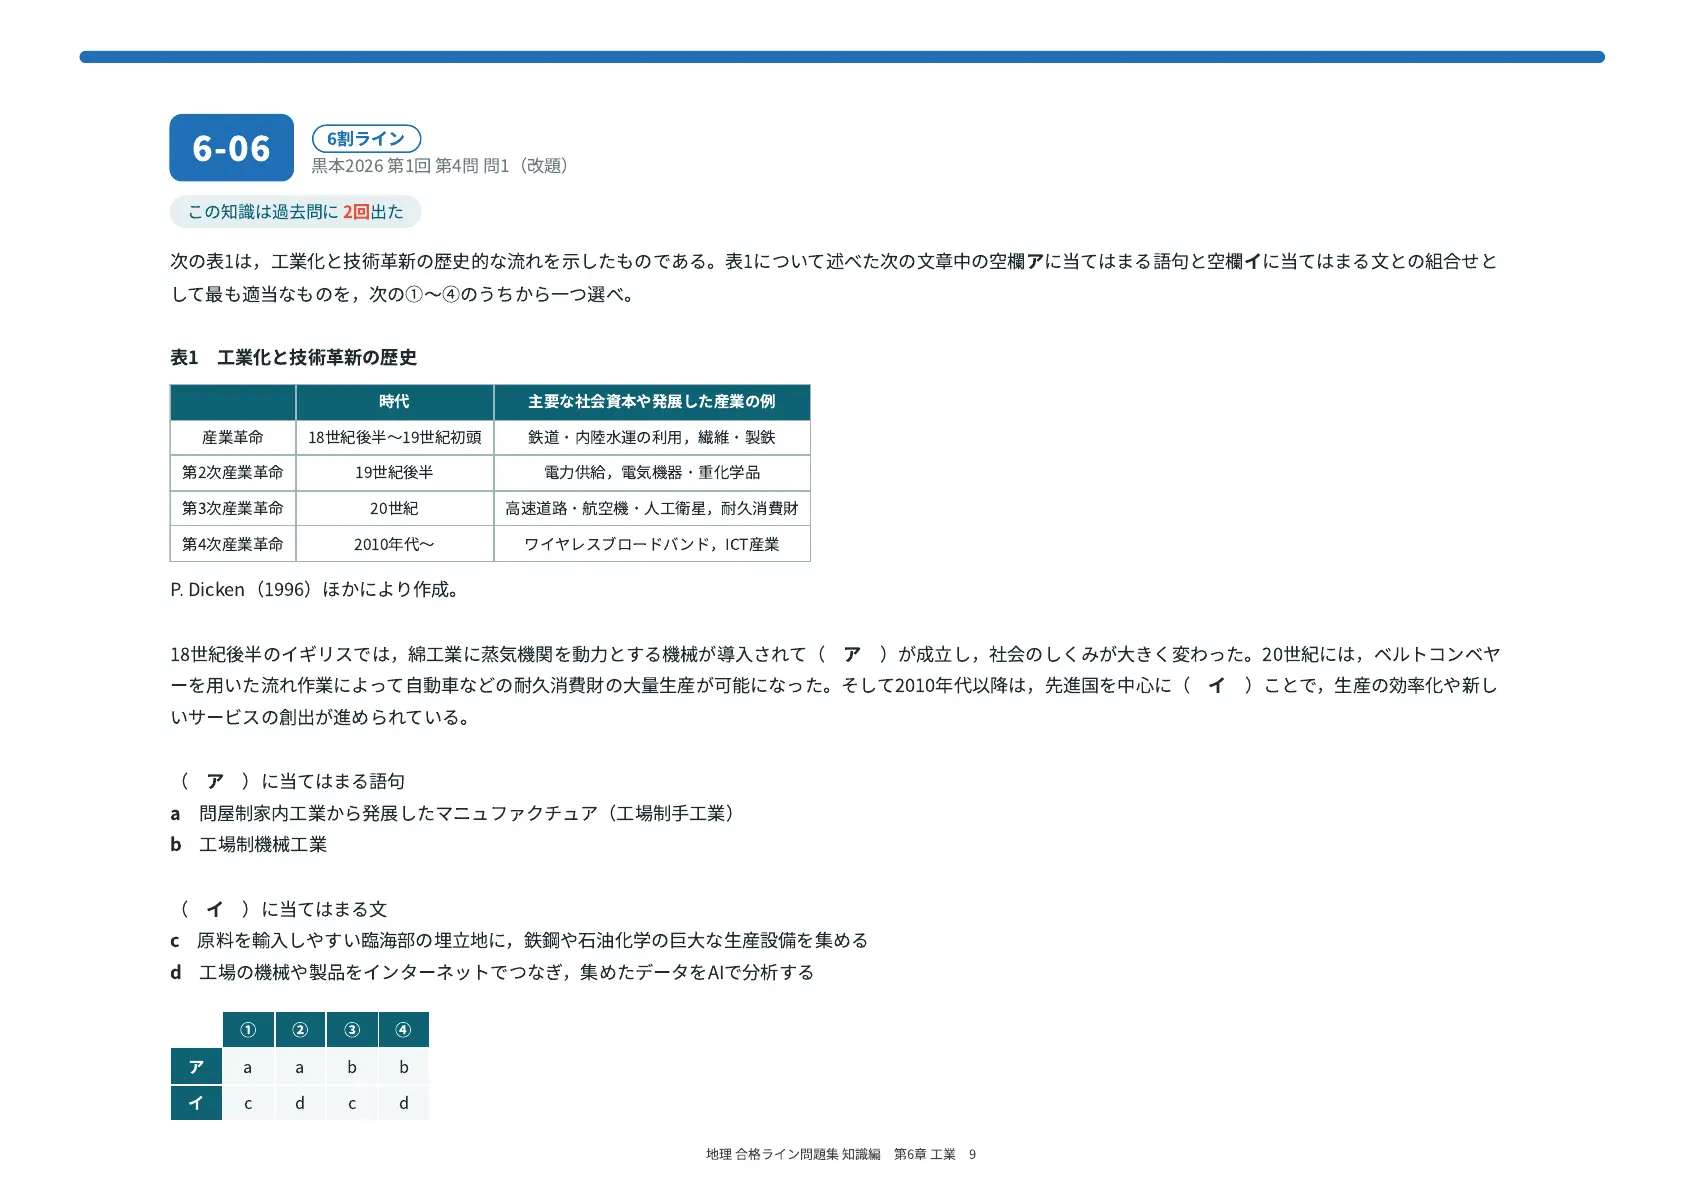 6-06
6割ライン
黒本2026 第1回 第4問 問1（改題）
この知識は過去問に 2回出た
次の表1は，工業化と技術革新の歴史的な流れを示したものである。表1について述べた次の文章中の空欄アに当てはまる語句と空欄イに当てはまる文との組合せと
して最も適当なものを，次の①～④のうちから一つ選べ。
表1　工業化と技術革新の歴史
時代　主要な社会資本や発展した産業の例
産業革命　18世紀後半～19世紀初頭　鉄道・内陸水運の利用，繊維・製鉄
第2次産業革命　19世紀後半　電力供給，電気機器・重化学品
第3次産業革命　20世紀　高速道路・航空機・人工衛星，耐久消費財
第4次産業革命　2010年代～　ワイヤレスブロードバンド，ICT産業
P. Dicken（1996）ほかにより作成。
18世紀後半のイギリスでは，綿工業に蒸気機関を動力とする機械が導入されて（　ア　）が成立し，社会のしくみが大きく変わった。20世紀には，ベルトコンベヤ
ーを用いた流れ作業によって自動車などの耐久消費財の大量生産が可能になった。そして2010年代以降は，先進国を中心に（　イ　）ことで，生産の効率化や新し
いサービスの創出が進められている。
（　ア　）に当てはまる語句
a　問屋制家内工業から発展したマニュファクチュア（工場制手工業）
b　工場制機械工業
（　イ　）に当てはまる文
c　原料を輸入しやすい臨海部の埋立地に，鉄鋼や石油化学の巨大な生産設備を集める
d　工場の機械や製品をインターネットでつなぎ，集めたデータをAIで分析する
① ② ③ ④
ア a a b b
イ c d c d
地理 合格ライン問題集 知識編　第6章 工業　9